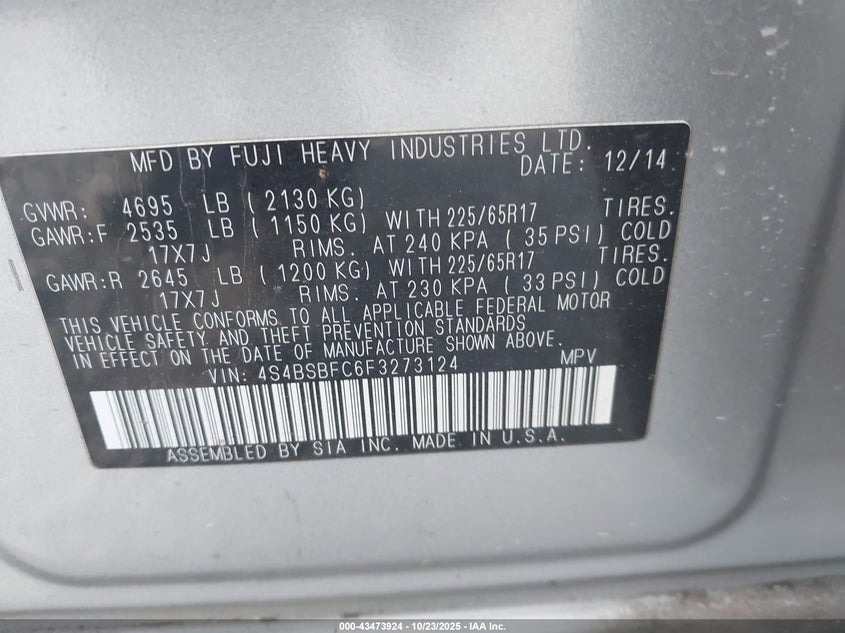 MFD BY FUJI HEAVY INDUSTRIES LTD.
DATE: 12/14
GVWR: 4695 LB ( 2130 KG)
GAWR:F 2535 LB ( 1150 KG) WITH 225/65R17 TIRES.
17X7J RIMS. AT 240 KPA ( 35 PSI) COLD
GAWR:R 2645 LB ( 1200 KG) WITH 225/65R17 TIRES.
17X7J RIMS. AT 230 KPA ( 33 PSI) COLD
THIS VEHICLE CONFORMS TO ALL APPLICABLE FEDERAL MOTOR
VEHICLE SAFETY AND THEFT PREVENTION STANDARDS
IN EFFECT ON THE DATE OF MANUFACTURE SHOWN ABOVE.
VIN: 4S4BSBFC6F3273124 MPV
ASSEMBLED BY SIA INC. MADE IN U.S.A.
000-43473924 - 10/23/2025 - IAA Inc.